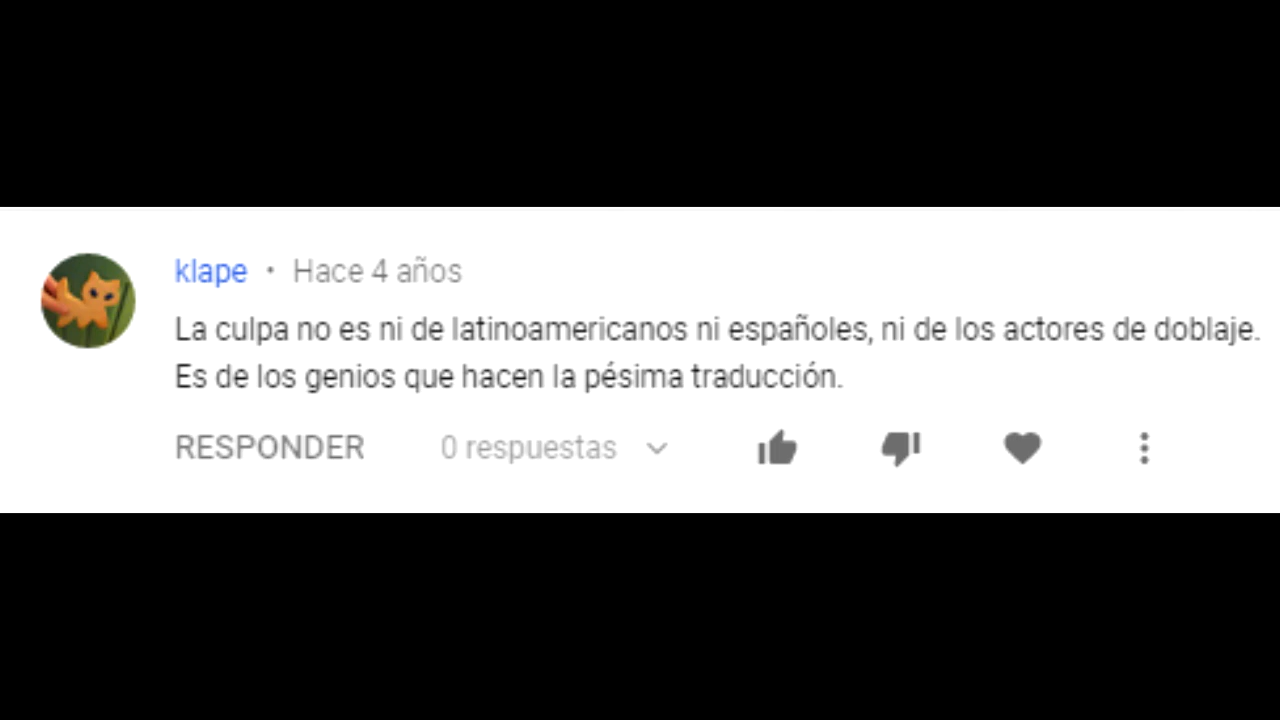 klape · Hace 4 años
La culpa no es ni de latinoamericanos ni españoles, ni de los actores de doblaje.
Es de los genios que hacen la pésima traducción.
RESPONDER 0 respuestas